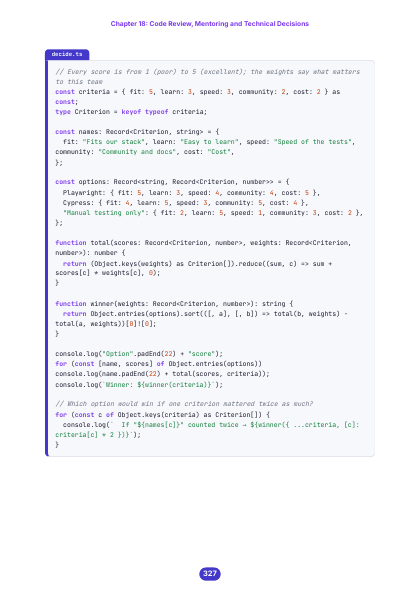 Chapter 18: Code Review, Mentoring and Technical Decisions
decide.ts
// Every score is from 1 (poor) to 5 (excellent); the weights say what matters
to this team
const criteria = { fit: 5, learn: 3, speed: 3, community: 2, cost: 2 } as
const;
type Criterion = keyof typeof criteria;
const names: Record<Criterion, string> = {
  fit: "Fits our stack", learn: "Easy to learn", speed: "Speed of the tests",
community: "Community and docs", cost: "Cost",
};
const options: Record<string, Record<Criterion, number>> = {
  Playwright: { fit: 5, learn: 3, speed: 4, community: 4, cost: 5 },
  Cypress: { fit: 4, learn: 5, speed: 3, community: 5, cost: 4 },
  "Manual testing only": { fit: 2, learn: 5, speed: 1, community: 3, cost: 2 },
};
function total(scores: Record<Criterion, number>, weights: Record<Criterion,
number>): number {
  return (Object.keys(weights) as Criterion[]).reduce((sum, c) => sum +
scores[c] * weights[c], 0);
}
function winner(weights: Record<Criterion, number>): string {
  return Object.entries(options).sort(([, a], [, b]) => total(b, weights) -
total(a, weights))[0]![0];
}
console.log("Option".padEnd(22) + "score");
for (const [name, scores] of Object.entries(options))
console.log(name.padEnd(22) + total(scores, criteria));
console.log(`Winner: ${winner(criteria)}`);
// Which option would win if one criterion mattered twice as much?
for (const c of Object.keys(criteria) as Criterion[]) {
  console.log(`  If "${names[c]}" counted twice → ${winner({ ...criteria, [c]:
criteria[c] * 2 })}`);
}
327